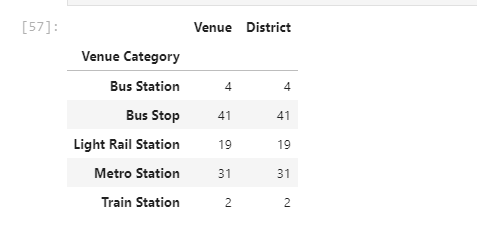 [57]:
Venue District
Venue Category
Bus Station 4 4
Bus Stop 41 41
Light Rail Station 19 19
Metro Station 31 31
Train Station 2 2